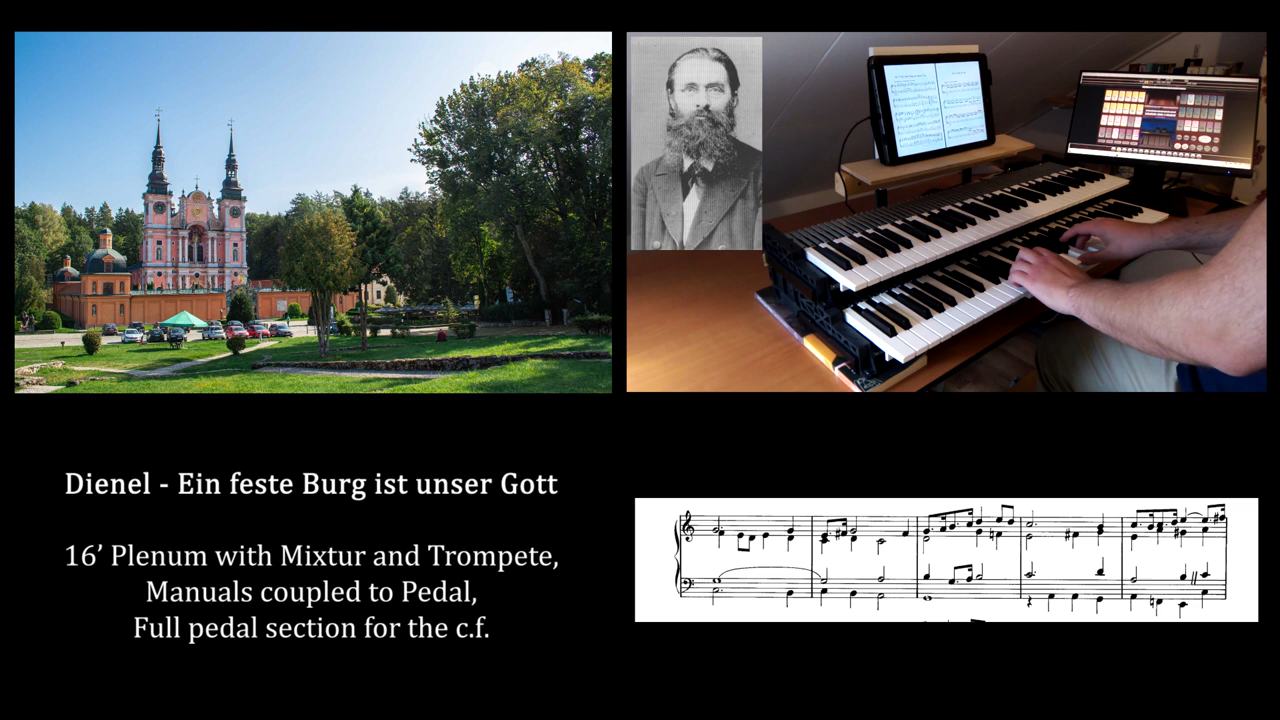 Dienel - Ein feste Burg ist unser Gott
16’ Plenum with Mixtur and Trompete,
Manuals coupled to Pedal,
Full pedal section for the c.f.